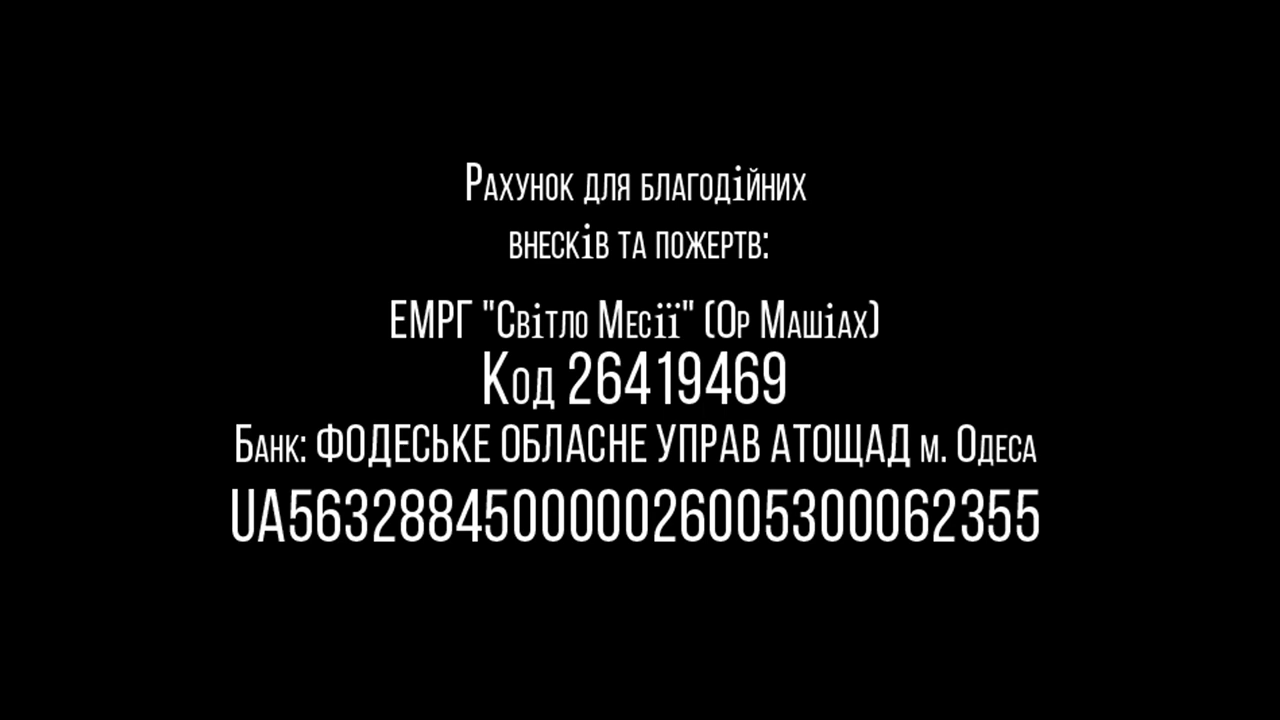 Рахунок для благодійних
внесків та пожертв:
ЕМРГ "Світло Месії" (Ор Машіах)
Код 26419469
Банк: ФОДЕСЬКЕ ОБЛАСНЕ УПРАВ АТОЩАД м. Одеса
UA563288450000026005300062355